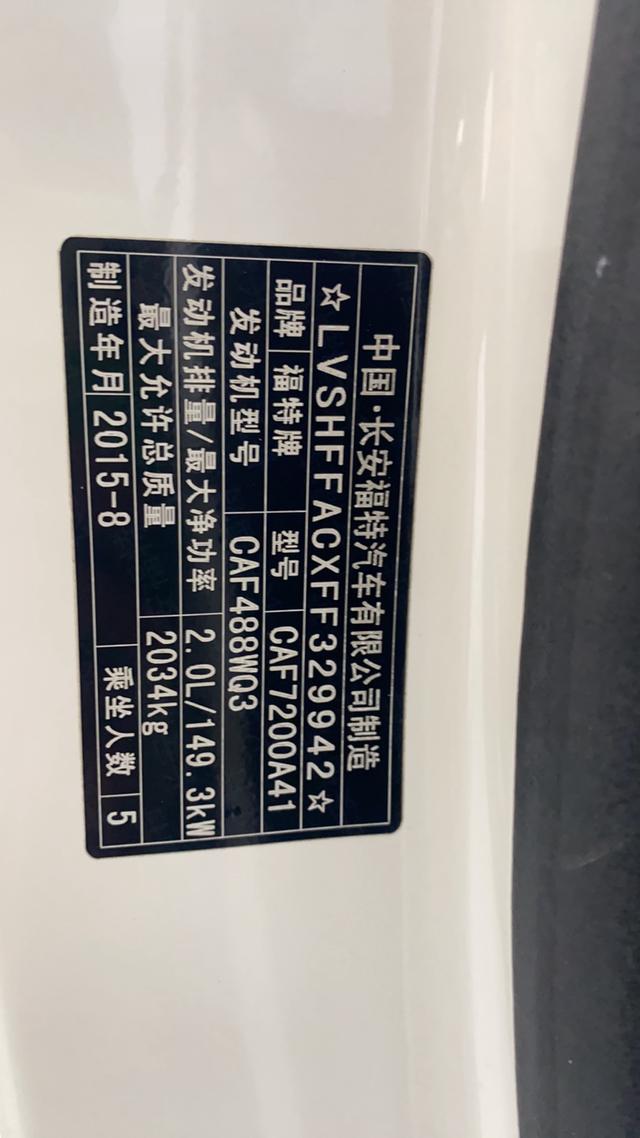 中国·长安福特汽车有限公司制造
☆LVSHFFACXFF329942☆
品牌 福特牌 型号 CAF7200A41
发动机型号 CAF488WQ3
发动机排量/最大净功率 2.0L/149.3kW
最大允许总质量 2034kg
制造年月 2015-8 乘坐人数 5